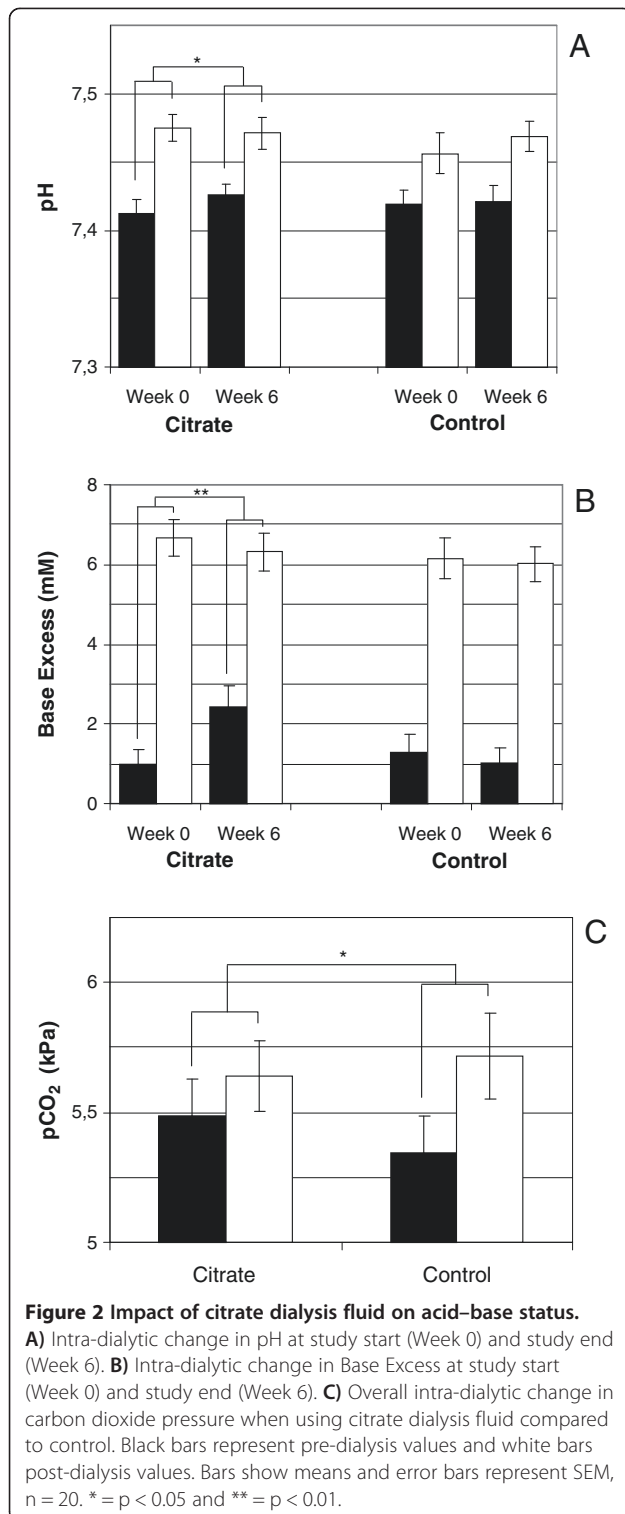 A
*
7,5
7,4
7,3
pH
Week 0 Week 6 Week 0 Week 6
Citrate Control
B
**
8
6
4
2
0
Base Excess (mM)
Week 0 Week 6 Week 0 Week 6
Citrate Control
C
*
6
5,5
5
pCO₂ (kPa)
Citrate Control
Figure 2 Impact of citrate dialysis fluid on acid–base status.
A) Intra-dialytic change in pH at study start (Week 0) and study end
(Week 6). B) Intra-dialytic change in Base Excess at study start
(Week 0) and study end (Week 6). C) Overall intra-dialytic change in
carbon dioxide pressure when using citrate dialysis fluid compared
to control. Black bars represent pre-dialysis values and white bars
post-dialysis values. Bars show means and error bars represent SEM,
n = 20. * = p < 0.05 and ** = p < 0.01.